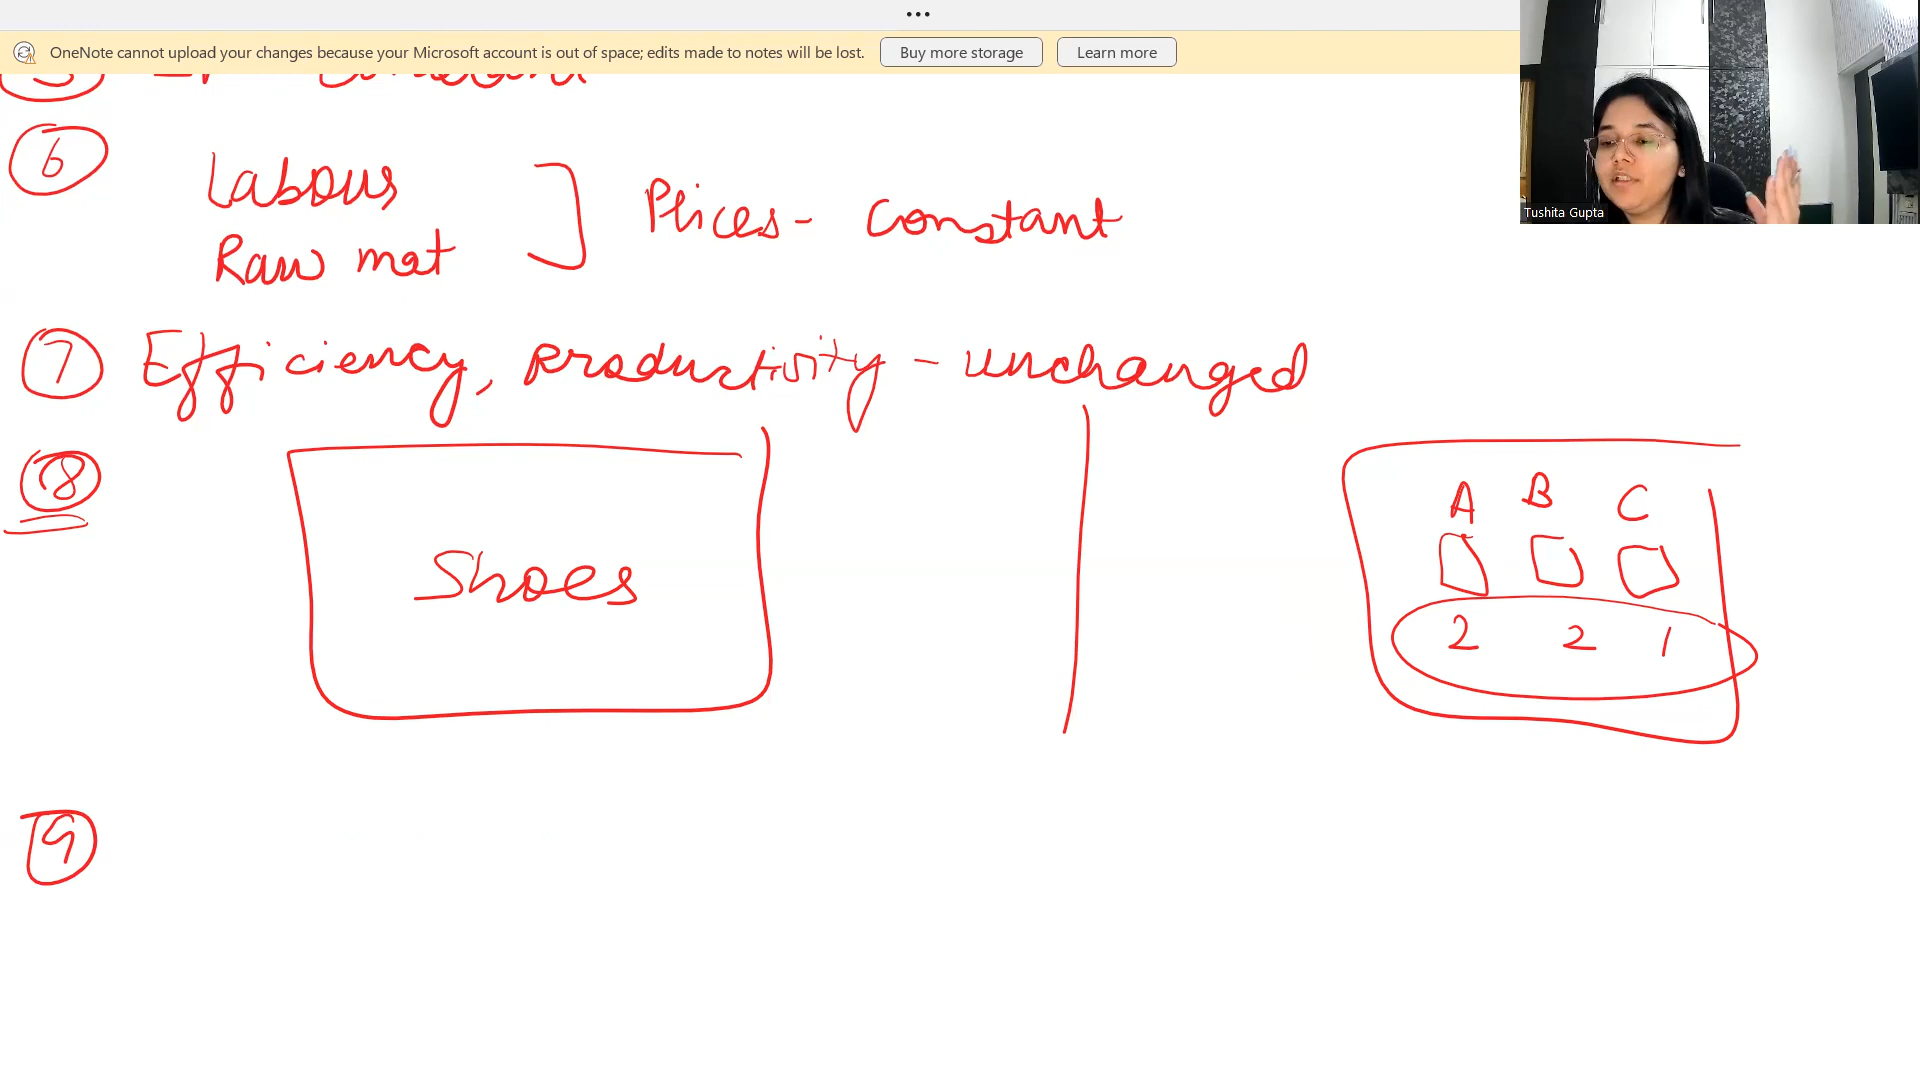 •••
OneNote cannot upload your changes because your Microsoft account is out of space; edits made to notes will be lost. Buy more storage Learn more
Tushita Gupta
5
6 Labour
Raw mat
Prices - constant
7 Efficiency, productivity - unchanged
8
Shoes
A B C
2 2 1
9